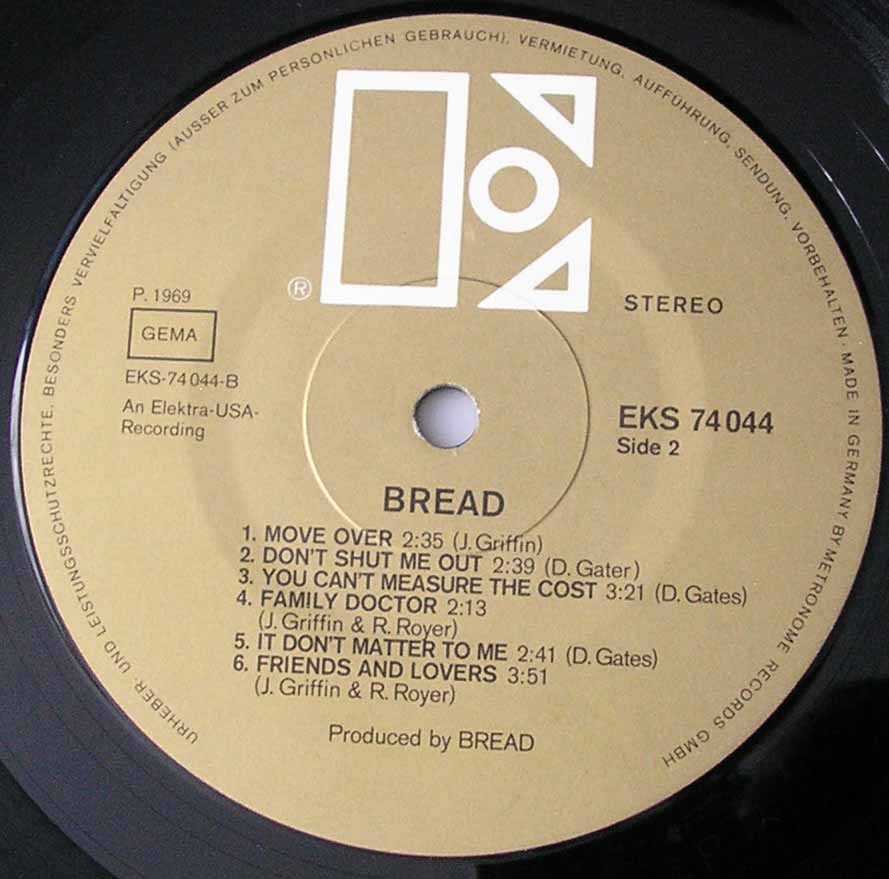 URHEBER- UND LEISTUNGSSCHUTZRECHTE, BESONDERS VERVIELFÄLTIGUNG (AUSSER ZUM PERSÖNLICHEN GEBRAUCH), VERMIETUNG, AUFFÜHRUNG, SENDUNG, VORBEHALTEN · MADE IN GERMANY BY METRONOME RECORDS GMBH
®
P. 1969
GEMA
EKS-74 044-B
An Elektra-USA-
Recording
STEREO
EKS 74 044
Side 2
BREAD
1. MOVE OVER 2:35 (J. Griffin)
2. DON'T SHUT ME OUT 2:39 (D. Gater)
3. YOU CAN'T MEASURE THE COST 3:21 (D. Gates)
4. FAMILY DOCTOR 2:13
(J. Griffin & R. Royer)
5. IT DON'T MATTER TO ME 2:41 (D. Gates)
6. FRIENDS AND LOVERS 3:51
(J. Griffin & R. Royer)
Produced by BREAD